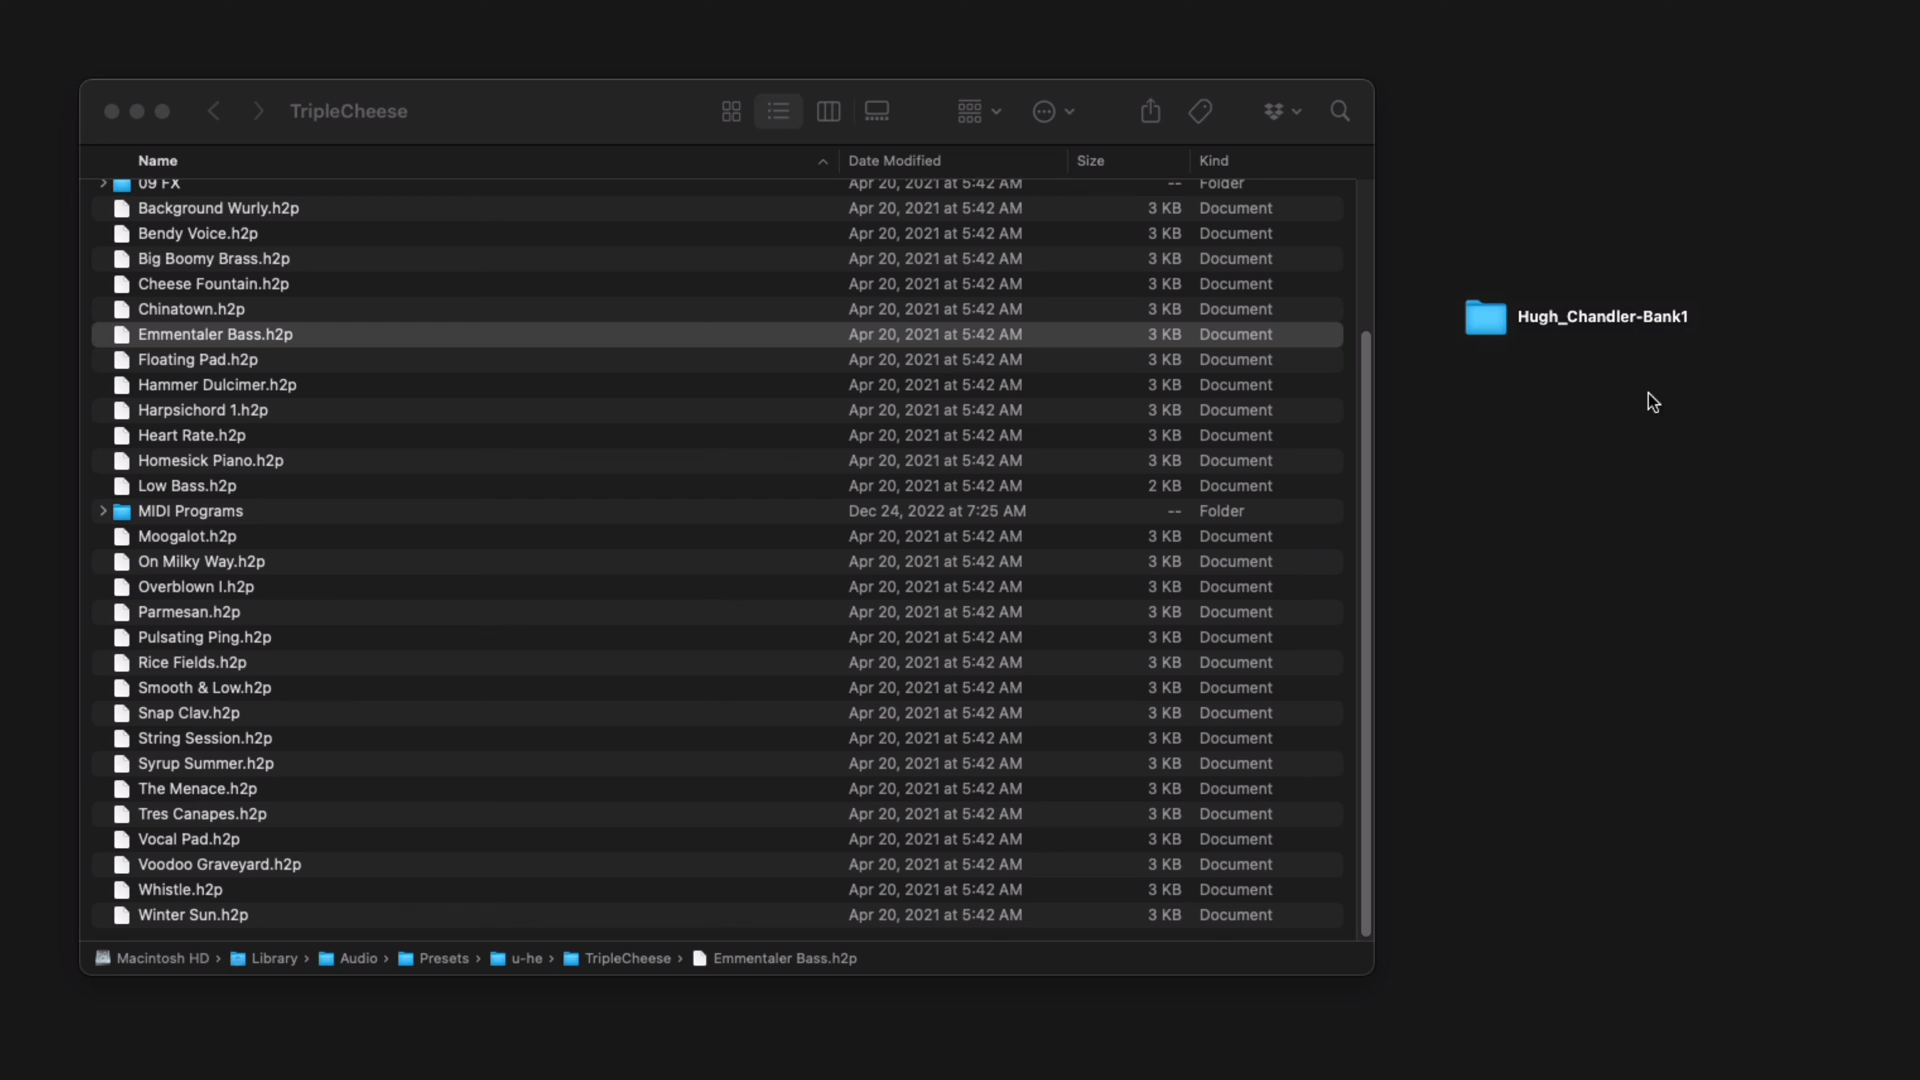 TripleCheese
Name Date Modified Size Kind
09 FX Apr 20, 2021 at 5:42 AM -- Folder
Background Wurly.h2p Apr 20, 2021 at 5:42 AM 3 KB Document
Bendy Voice.h2p Apr 20, 2021 at 5:42 AM 3 KB Document
Big Boomy Brass.h2p Apr 20, 2021 at 5:42 AM 3 KB Document
Cheese Fountain.h2p Apr 20, 2021 at 5:42 AM 3 KB Document
Chinatown.h2p Apr 20, 2021 at 5:42 AM 3 KB Document
Emmentaler Bass.h2p Apr 20, 2021 at 5:42 AM 3 KB Document
Floating Pad.h2p Apr 20, 2021 at 5:42 AM 3 KB Document
Hammer Dulcimer.h2p Apr 20, 2021 at 5:42 AM 3 KB Document
Harpsichord 1.h2p Apr 20, 2021 at 5:42 AM 3 KB Document
Heart Rate.h2p Apr 20, 2021 at 5:42 AM 3 KB Document
Homesick Piano.h2p Apr 20, 2021 at 5:42 AM 3 KB Document
Low Bass.h2p Apr 20, 2021 at 5:42 AM 2 KB Document
MIDI Programs Dec 24, 2022 at 7:25 AM -- Folder
Moogalot.h2p Apr 20, 2021 at 5:42 AM 3 KB Document
On Milky Way.h2p Apr 20, 2021 at 5:42 AM 3 KB Document
Overblown I.h2p Apr 20, 2021 at 5:42 AM 3 KB Document
Parmesan.h2p Apr 20, 2021 at 5:42 AM 3 KB Document
Pulsating Ping.h2p Apr 20, 2021 at 5:42 AM 3 KB Document
Rice Fields.h2p Apr 20, 2021 at 5:42 AM 3 KB Document
Smooth & Low.h2p Apr 20, 2021 at 5:42 AM 3 KB Document
Snap Clav.h2p Apr 20, 2021 at 5:42 AM 3 KB Document
String Session.h2p Apr 20, 2021 at 5:42 AM 3 KB Document
Syrup Summer.h2p Apr 20, 2021 at 5:42 AM 3 KB Document
The Menace.h2p Apr 20, 2021 at 5:42 AM 3 KB Document
Tres Canapes.h2p Apr 20, 2021 at 5:42 AM 3 KB Document
Vocal Pad.h2p Apr 20, 2021 at 5:42 AM 3 KB Document
Voodoo Graveyard.h2p Apr 20, 2021 at 5:42 AM 3 KB Document
Whistle.h2p Apr 20, 2021 at 5:42 AM 3 KB Document
Winter Sun.h2p Apr 20, 2021 at 5:42 AM 3 KB Document
Macintosh HD › Library › Audio › Presets › u-he › TripleCheese › Emmentaler Bass.h2p
Hugh_Chandler-Bank1